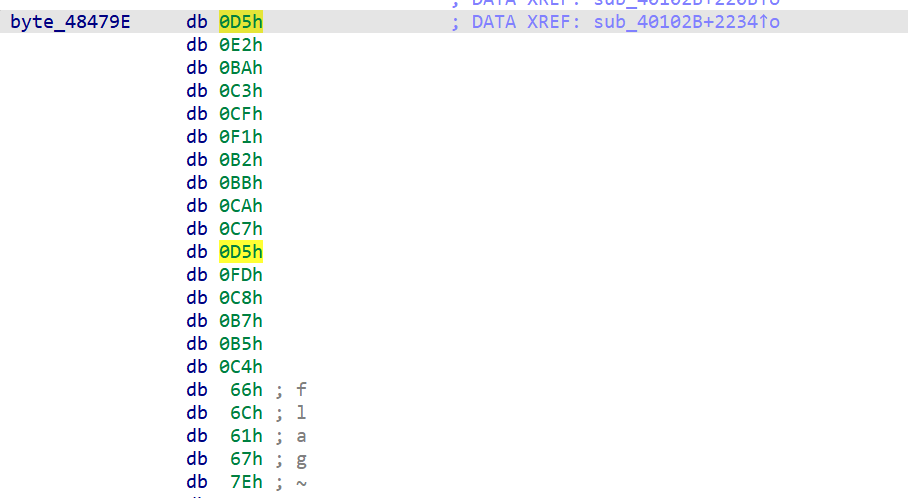 ; DATA XREF: sub_40102B+220B↑o
byte_48479E db 0D5h ; DATA XREF: sub_40102B+2234↑o
db 0E2h
db 0BAh
db 0C3h
db 0CFh
db 0F1h
db 0B2h
db 0BBh
db 0CAh
db 0C7h
db 0D5h
db 0FDh
db 0C8h
db 0B7h
db 0B5h
db 0C4h
db 66h ; f
db 6Ch ; l
db 61h ; a
db 67h ; g
db 7Eh ; ~